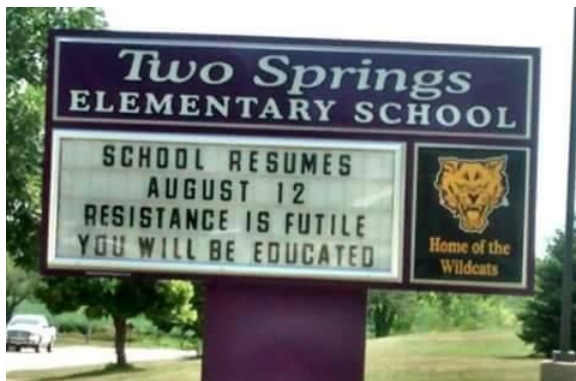 Two Springs
ELEMENTARY SCHOOL
SCHOOL RESUMES
AUGUST 12
RESISTANCE IS FUTILE
YOU WILL BE EDUCATED
Home of the
Wildcats